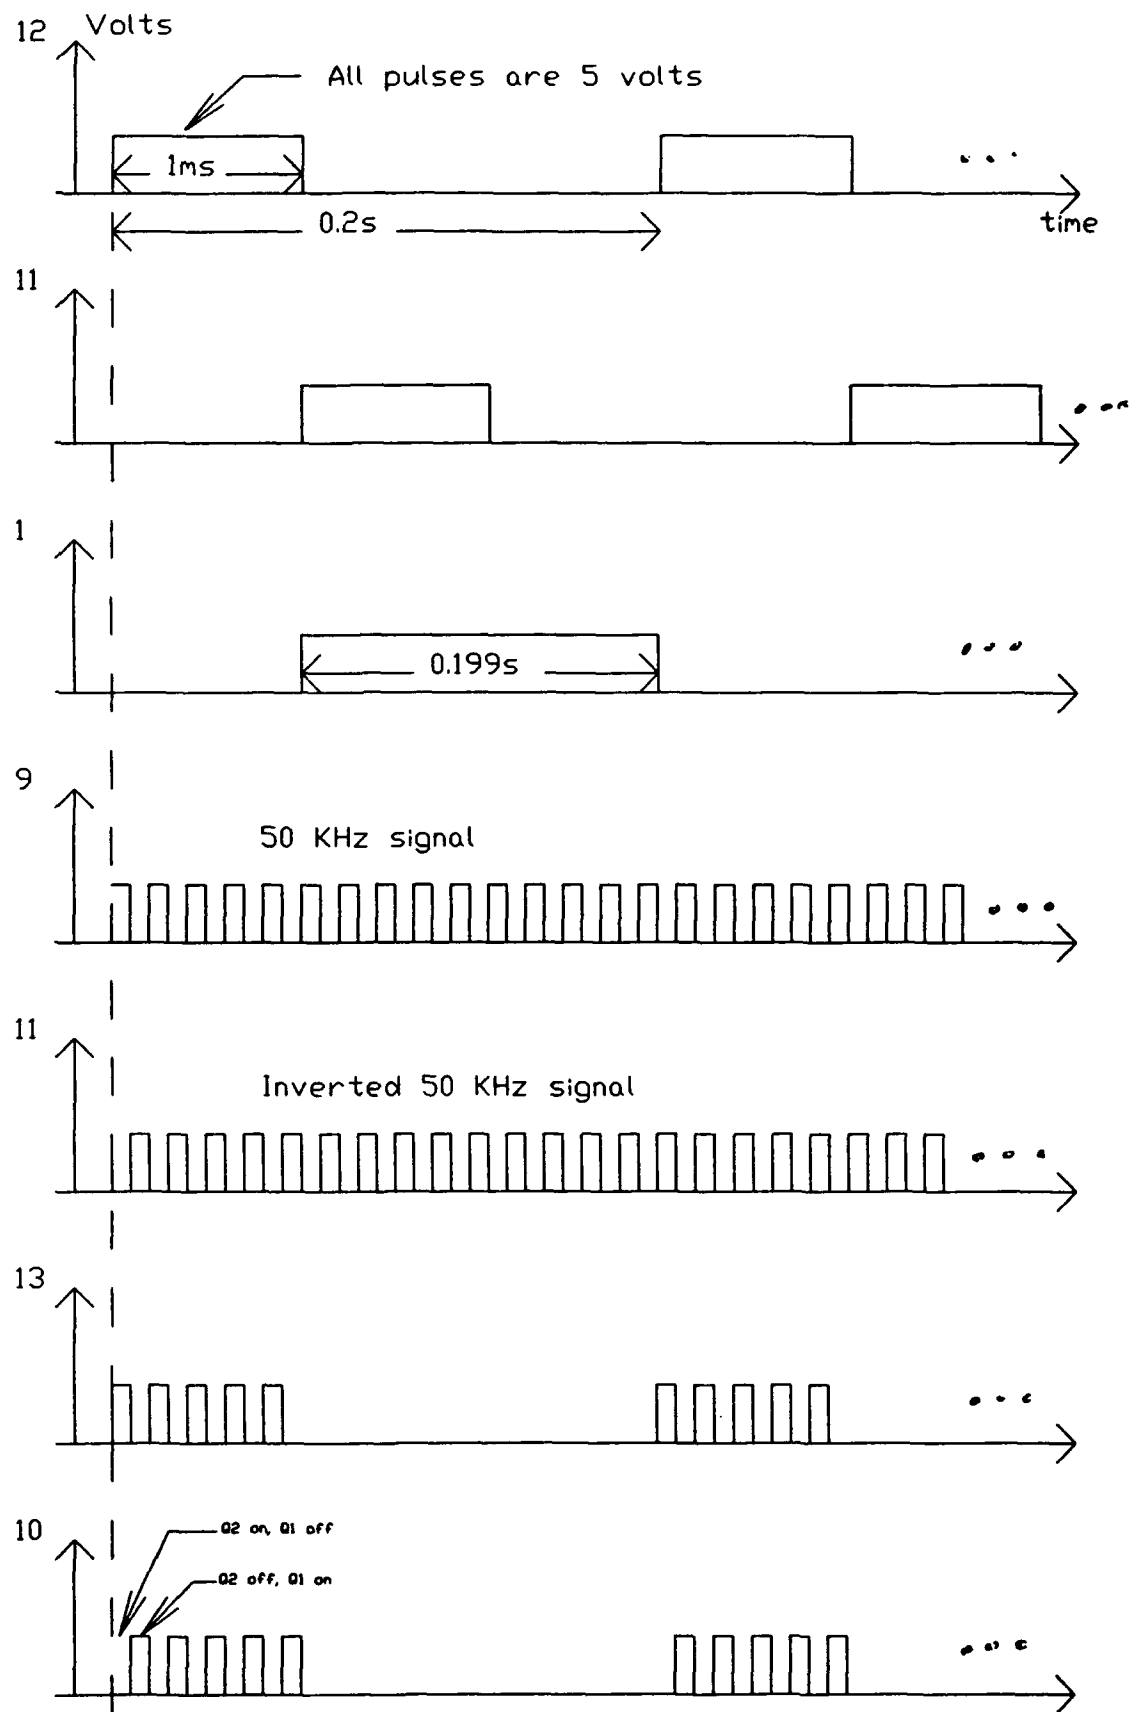 12 Volts
All pulses are 5 volts
1ms
0.2s
time
11
1
0.199s
9
50 KHz signal
11
Inverted 50 KHz signal
13
10
Q2 on, Q1 off
Q2 off, Q1 on